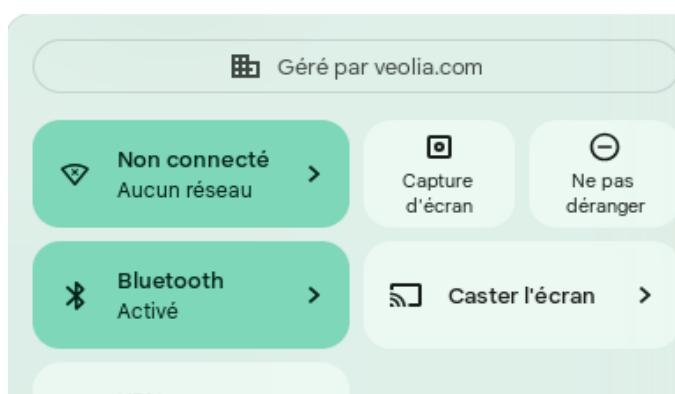 Géré par veolia.com
Non connecté
Aucun réseau
Capture
d'écran
Ne pas
déranger
Bluetooth
Activé
Caster l'écran